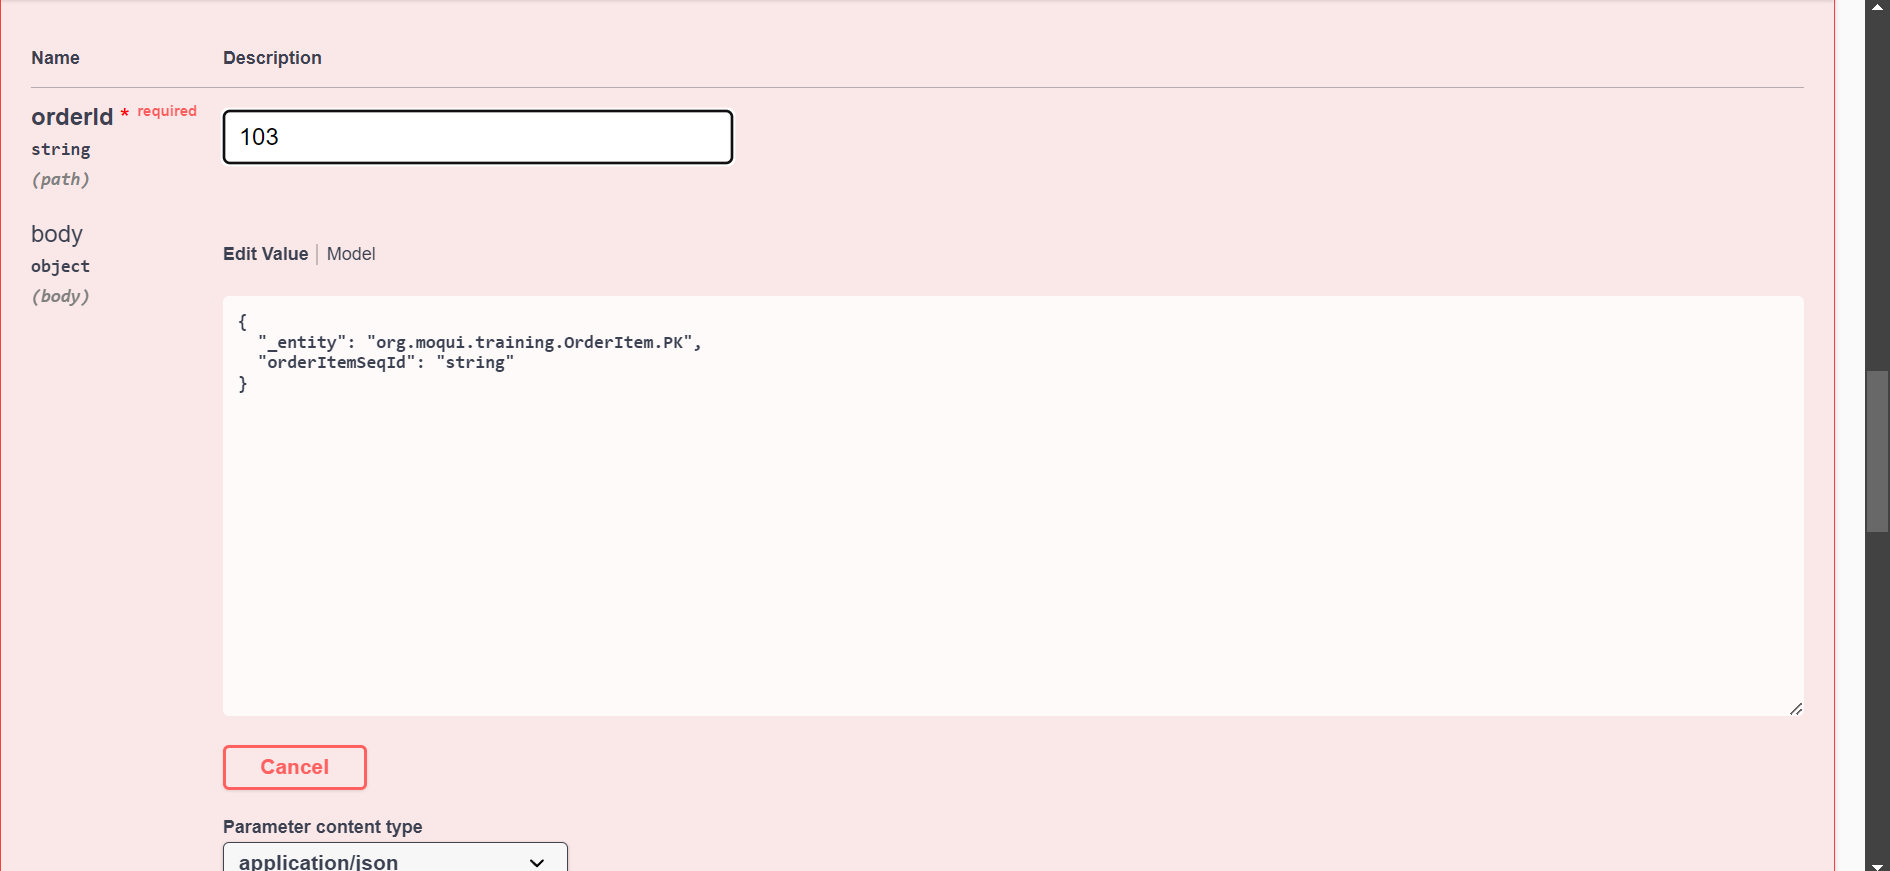 Name Description
orderId * required
103
string
(path)
body
object
(body)
Edit Value | Model
{
  "_entity": "org.moqui.training.OrderItem.PK",
  "orderItemSeqId": "string"
}
Cancel
Parameter content type
application/json